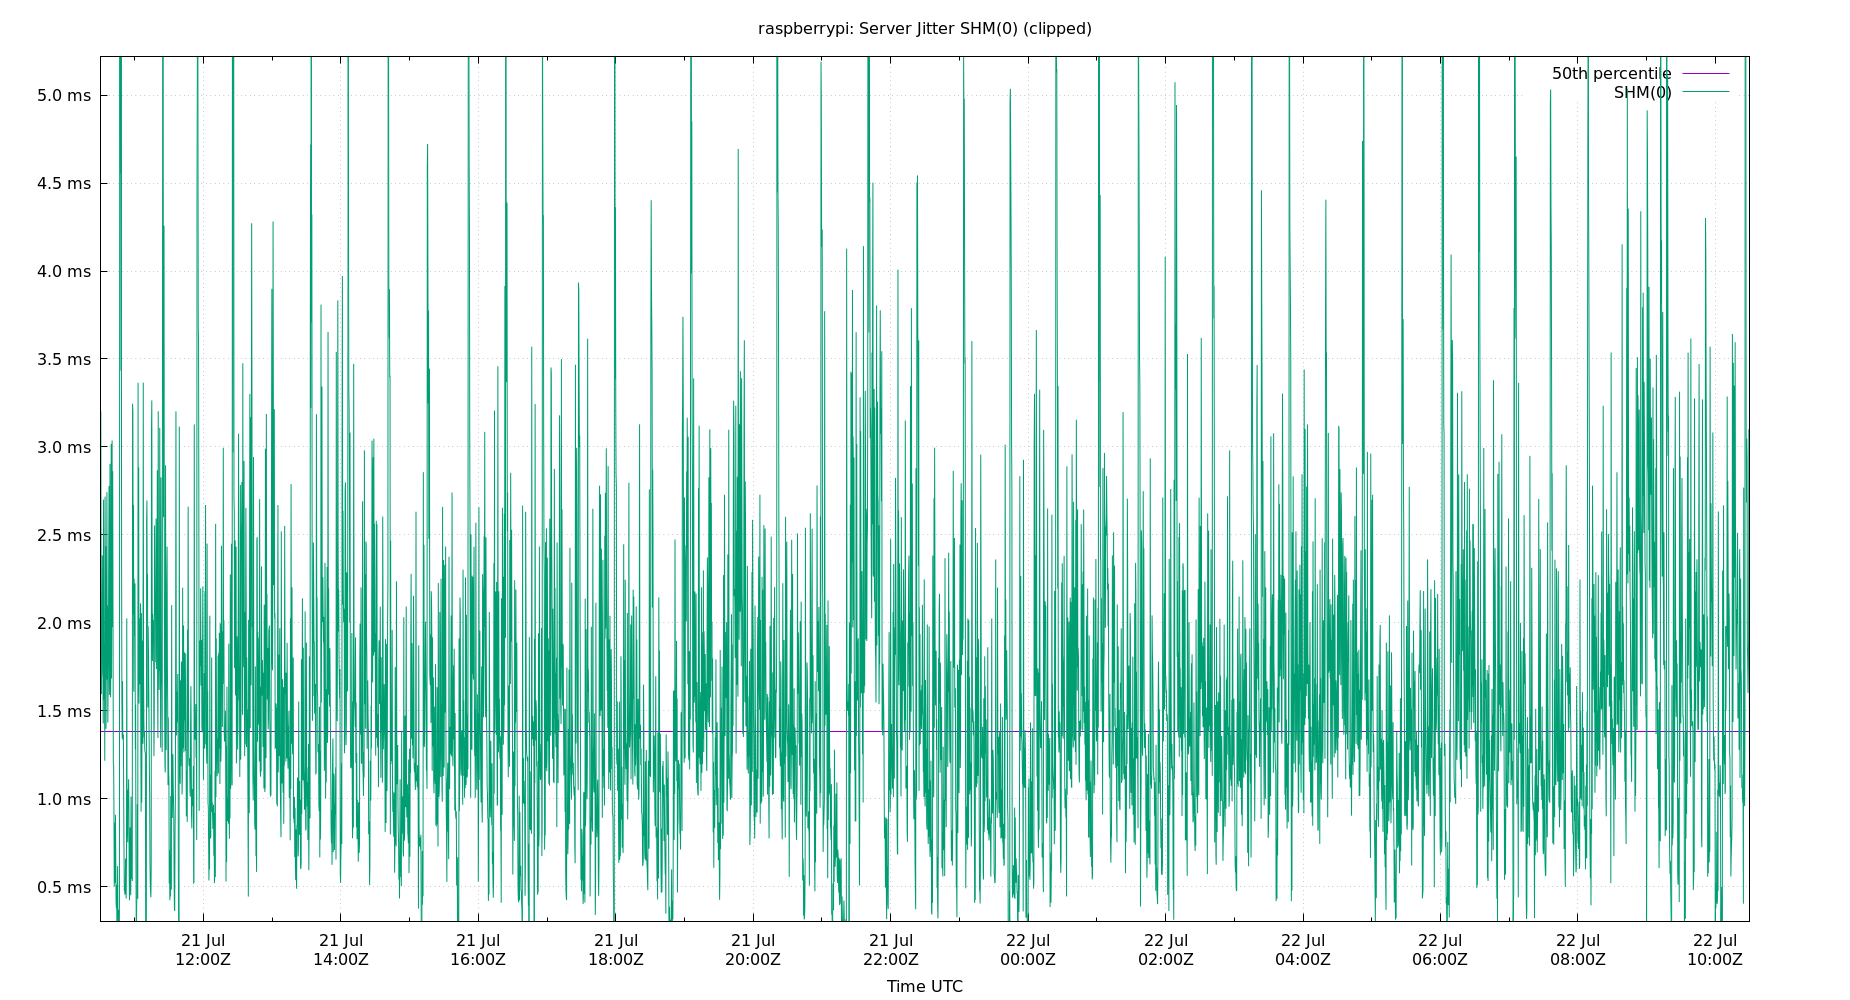 raspberrypi: Server Jitter SHM(0) (clipped)
50th percentile
SHM(0)
5.0 ms
4.5 ms
4.0 ms
3.5 ms
3.0 ms
2.5 ms
2.0 ms
1.5 ms
1.0 ms
0.5 ms
21 Jul 21 Jul 21 Jul 21 Jul 21 Jul 21 Jul 22 Jul 22 Jul 22 Jul 22 Jul 22 Jul 22 Jul
12:00Z 14:00Z 16:00Z 18:00Z 20:00Z 22:00Z 00:00Z 02:00Z 04:00Z 06:00Z 08:00Z 10:00Z
Time UTC